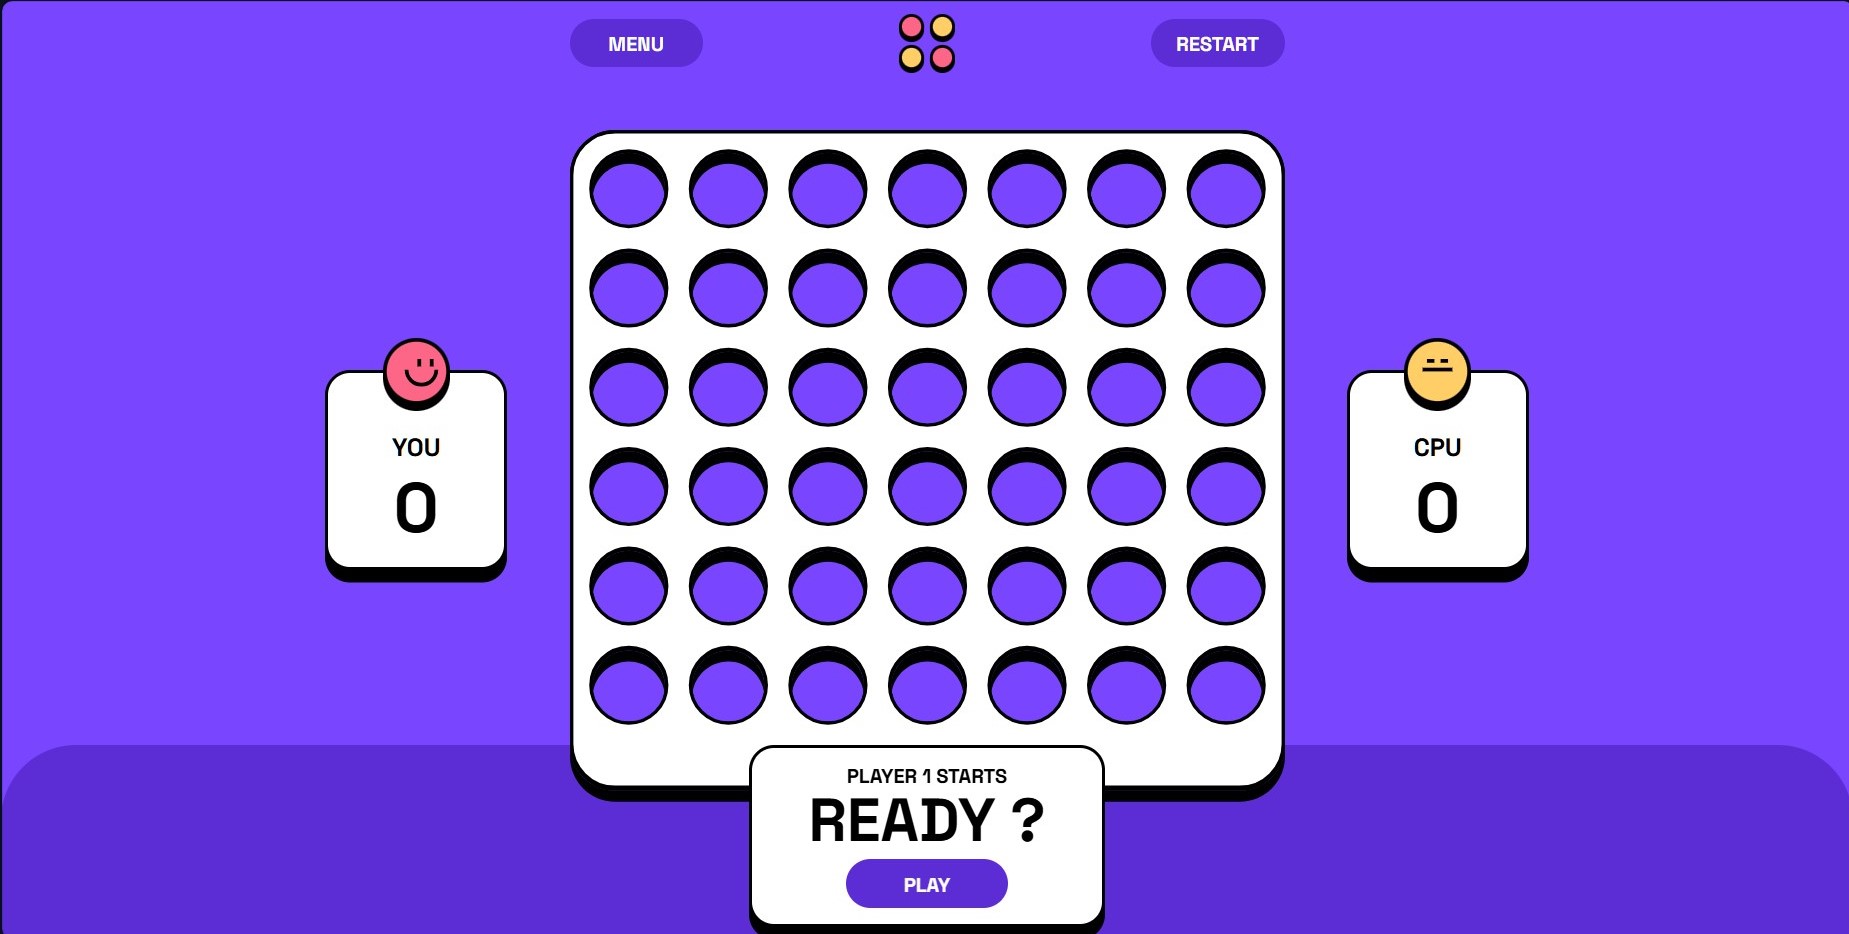 MENU
RESTART
YOU
0
CPU
0
PLAYER 1 STARTS
READY ?
PLAY